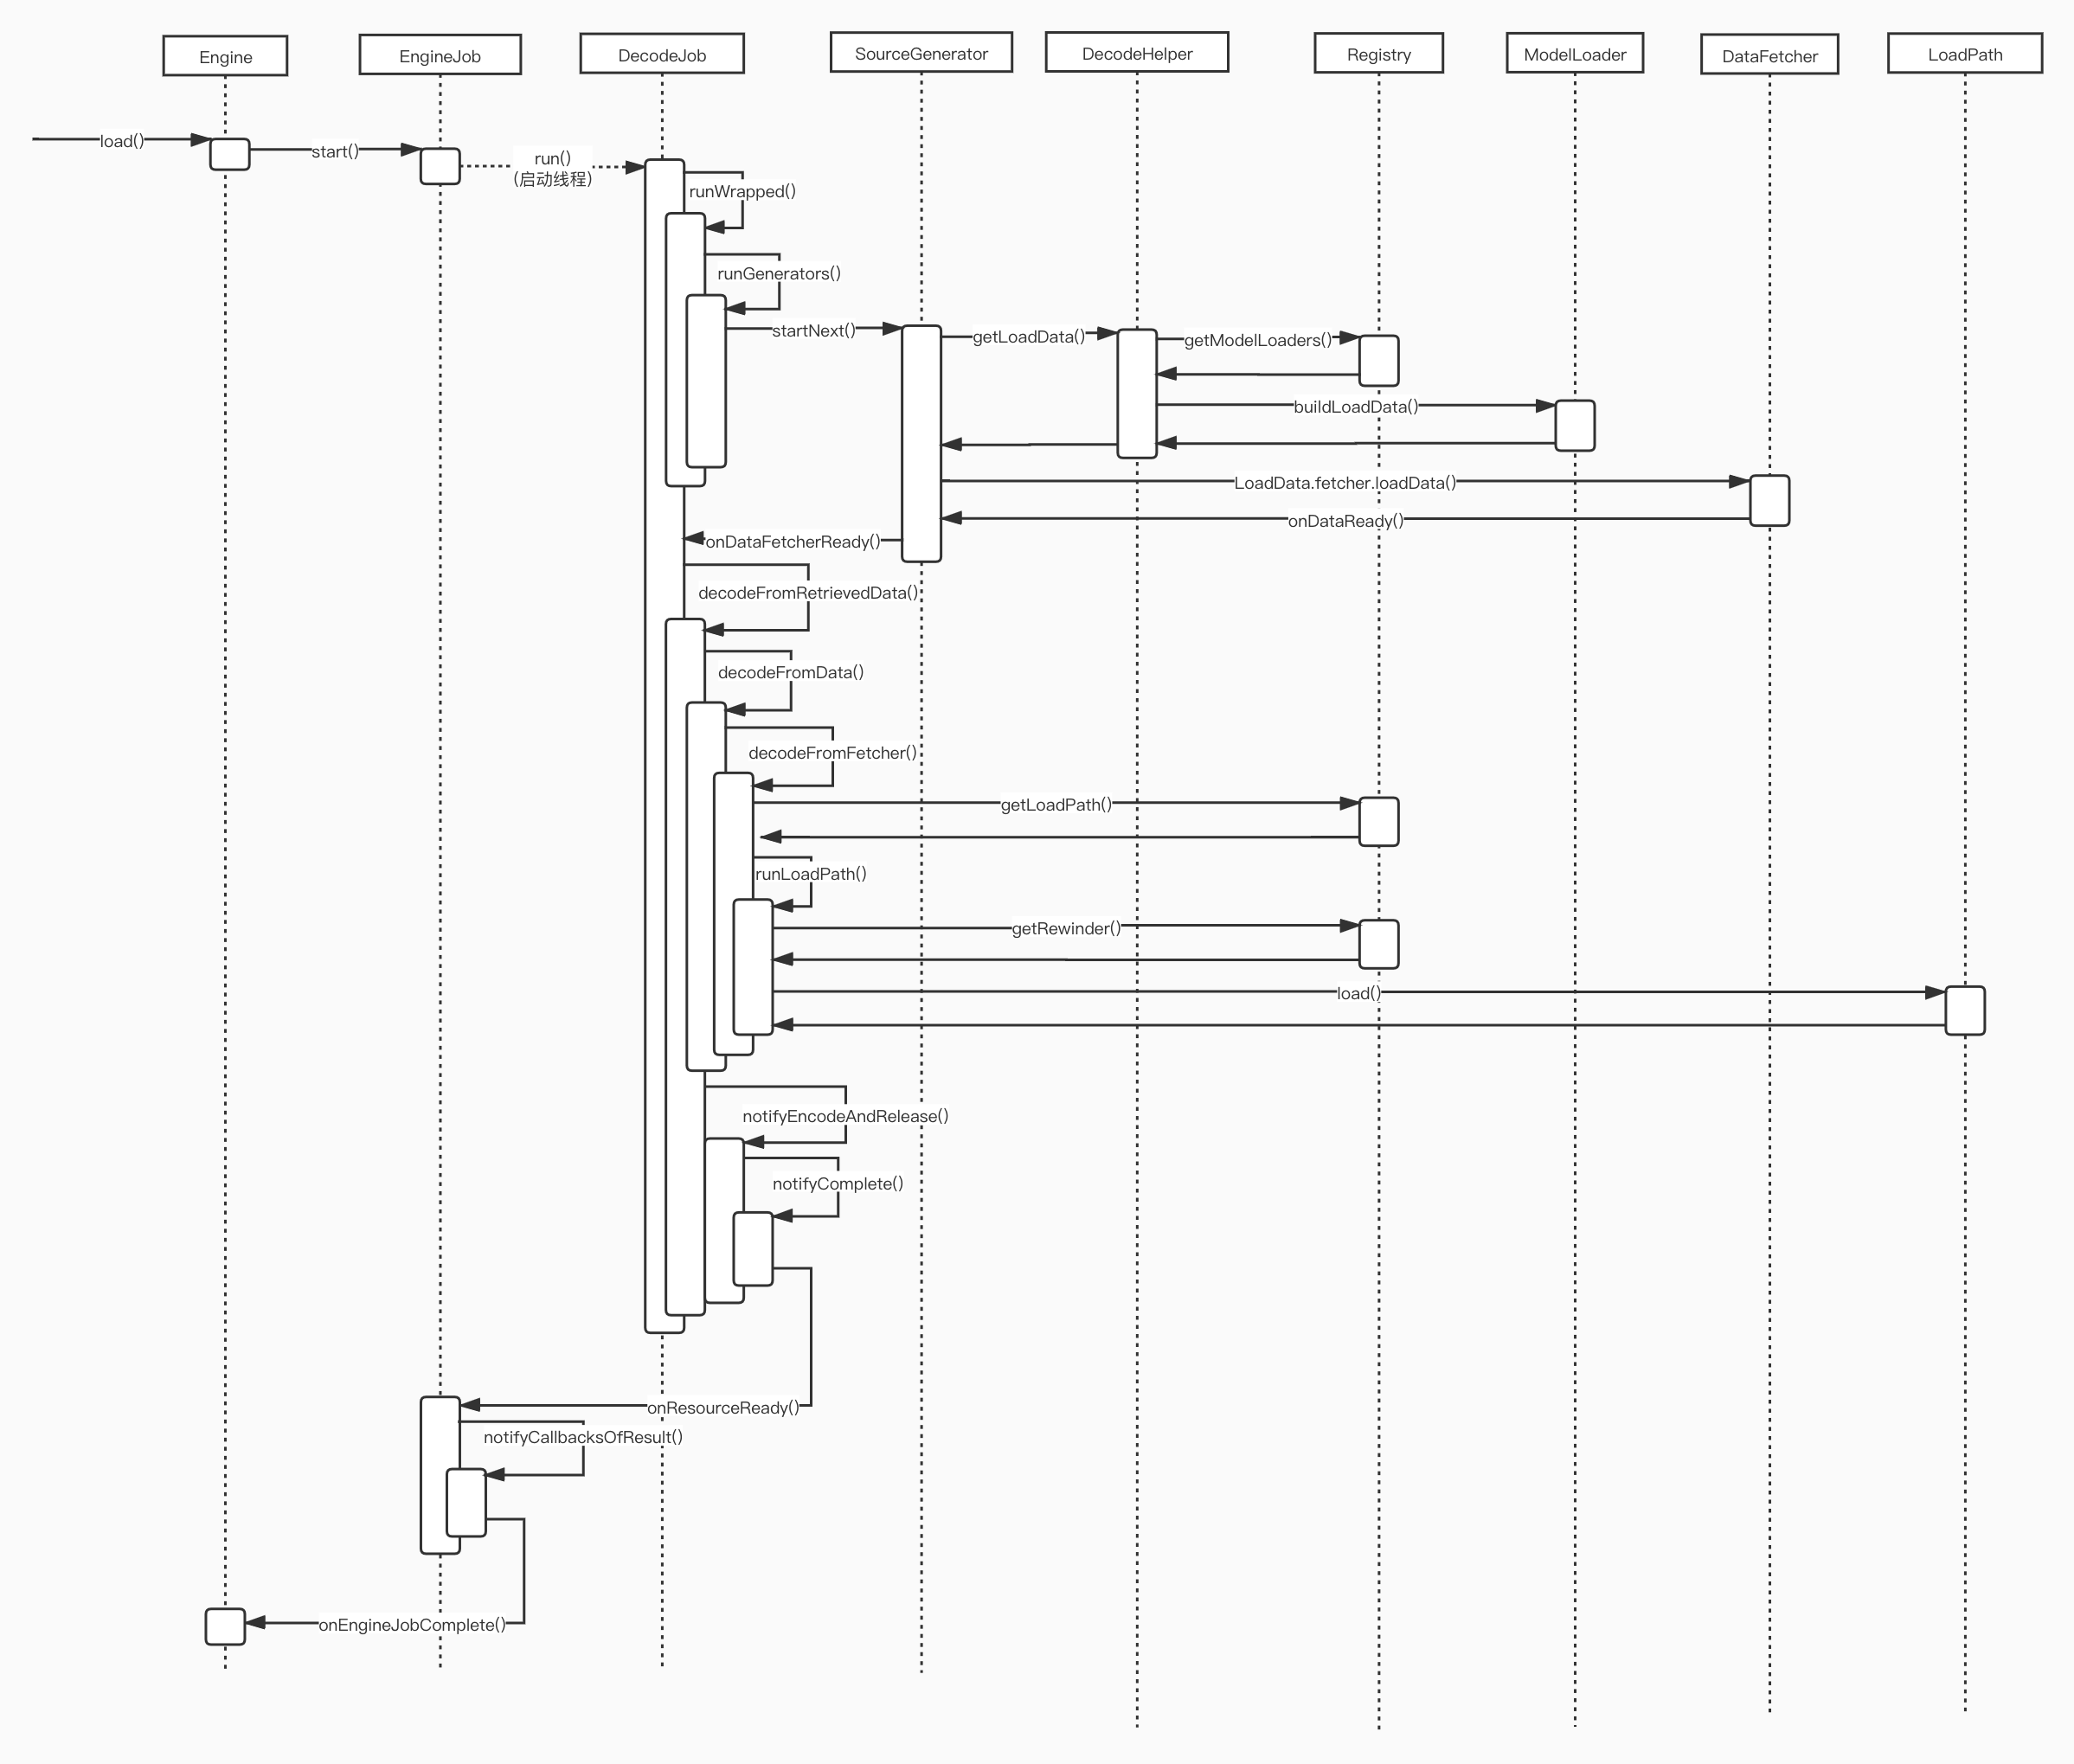 Engine
EngineJob
DecodeJob
SourceGenerator
DecodeHelper
Registry
ModelLoader
DataFetcher
LoadPath
load()
start()
run()
(启动线程)
runWrapped()
runGenerators()
startNext()
getLoadData()
getModelLoaders()
buildLoadData()
LoadData.fetcher.loadData()
onDataReady()
onDataFetcherReady()
decodeFromRetrievedData()
decodeFromData()
decodeFromFetcher()
getLoadPath()
runLoadPath()
getRewinder()
load()
notifyEncodeAndRelease()
notifyComplete()
onResourceReady()
notifyCallbacksOfResult()
onEngineJobComplete()